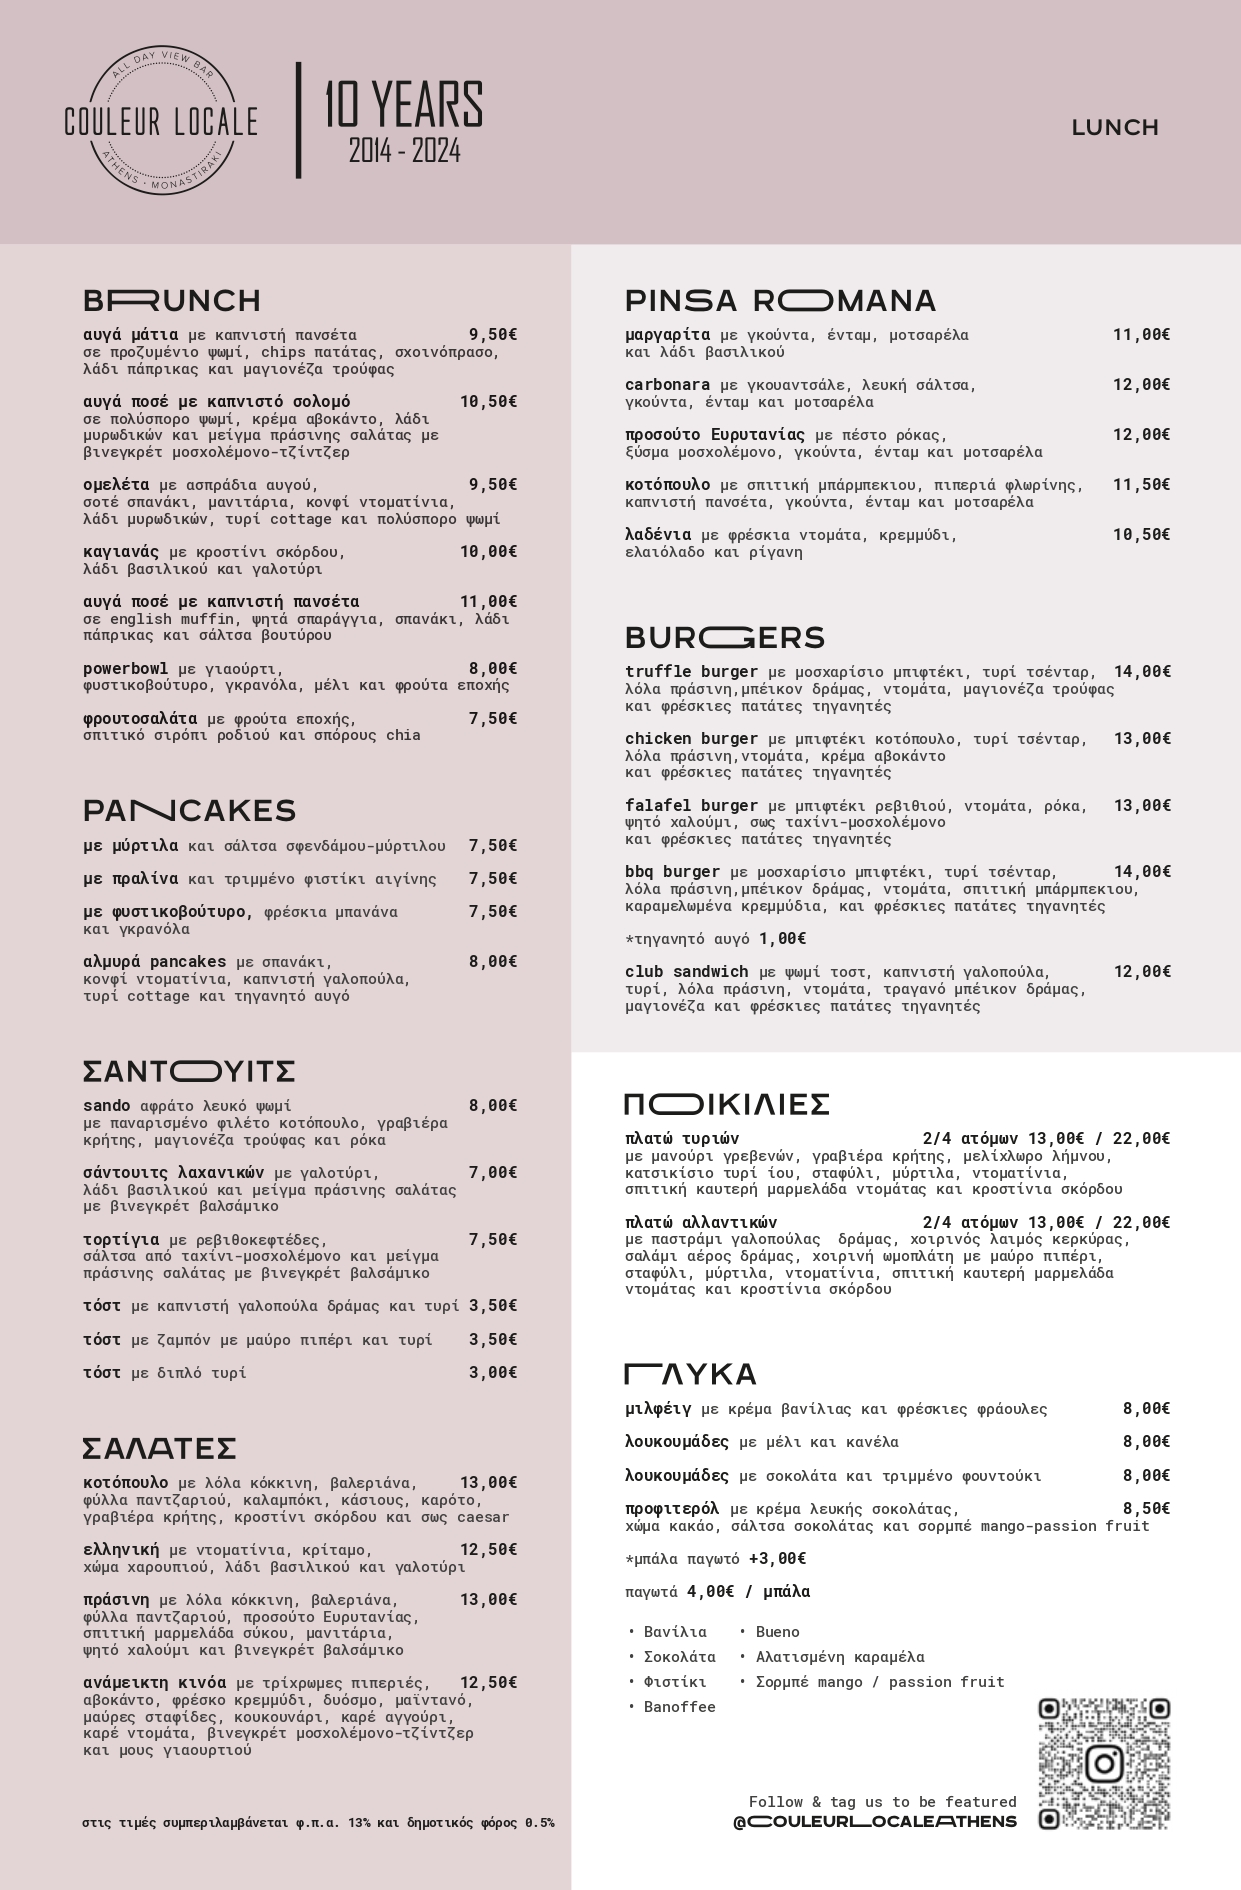 ALL DAY VIEW BAR
COULEUR LOCALE
ATHENS · MONASTIRAKI
10 YEARS
2014 - 2024
LUNCH
BRUNCH
αυγά μάτια με καπνιστή πανσέτα 9,50€
σε προζυμένιο ψωμί, chips πατάτας, σχοινόπρασο,
λάδι πάπρικας και μαγιονέζα τρούφας
αυγά ποσέ με καπνιστό σολομό 10,50€
σε πολύσπορο ψωμί, κρέμα αβοκάντο, λάδι
μυρωδικών και μείγμα πράσινης σαλάτας με
βινεγκρέτ μοσχολέμονο-τζίντζερ
ομελέτα με ασπράδια αυγού, 9,50€
σοτέ σπανάκι, μανιτάρια, κονφί ντοματίνια,
λάδι μυρωδικών, τυρί cottage και πολύσπορο ψωμί
καγιανάς με κροστίνι σκόρδου, 10,00€
λάδι βασιλικού και γαλοτύρι
αυγά ποσέ με καπνιστή πανσέτα 11,00€
σε english muffin, ψητά σπαράγγια, σπανάκι, λάδι
πάπρικας και σάλτσα βουτύρου
powerbowl με γιαούρτι, 8,00€
φυστικοβούτυρο, γκρανόλα, μέλι και φρούτα εποχής
φρουτοσαλάτα με φρούτα εποχής, 7,50€
σπιτικό σιρόπι ροδιού και σπόρους chia
PANCAKES
με μύρτιλα και σάλτσα σφενδάμου-μύρτιλου 7,50€
με πραλίνα και τριμμένο φιστίκι αιγίνης 7,50€
με φυστικοβούτυρο, φρέσκια μπανάνα 7,50€
και γκρανόλα
αλμυρά pancakes με σπανάκι, 8,00€
κονφί ντοματίνια, καπνιστή γαλοπούλα,
τυρί cottage και τηγανητό αυγό
ΣΑΝΤΟΥΙΤΣ
sando αφράτο λευκό ψωμί 8,00€
με παναρισμένο φιλέτο κοτόπουλο, γραβιέρα
κρήτης, μαγιονέζα τρούφας και ρόκα
σάντουιτς λαχανικών με γαλοτύρι, 7,00€
λάδι βασιλικού και μείγμα πράσινης σαλάτας
με βινεγκρέτ βαλσάμικο
τορτίγια με ρεβιθοκεφτέδες, 7,50€
σάλτσα από ταχίνι-μοσχολέμονο και μείγμα
πράσινης σαλάτας με βινεγκρέτ βαλσάμικο
τόστ με καπνιστή γαλοπούλα δράμας και τυρί 3,50€
τόστ με ζαμπόν με μαύρο πιπέρι και τυρί 3,50€
τόστ με διπλό τυρί 3,00€
ΣΑΛΑΤΕΣ
κοτόπουλο με λόλα κόκκινη, βαλεριάνα, 13,00€
φύλλα παντζαριού, καλαμπόκι, κάσιους, καρότο,
γραβιέρα κρήτης, κροστίνι σκόρδου και σως caesar
ελληνική με ντοματίνια, κρίταμο, 12,50€
χώμα χαρουπιού, λάδι βασιλικού και γαλοτύρι
πράσινη με λόλα κόκκινη, βαλεριάνα, 13,00€
φύλλα παντζαριού, προσούτο Ευρυτανίας,
σπιτική μαρμελάδα σύκου, μανιτάρια,
ψητό χαλούμι και βινεγκρέτ βαλσάμικο
ανάμεικτη κινόα με τρίχρωμες πιπεριές, 12,50€
αβοκάντο, φρέσκο κρεμμύδι, δυόσμο, μαϊντανό,
μαύρες σταφίδες, κουκουνάρι, καρέ αγγούρι,
καρέ ντομάτα, βινεγκρέτ μοσχολέμονο-τζίντζερ
και μους γιαουρτιού
στις τιμές συμπεριλαμβάνεται φ.π.α. 13% και δημοτικός φόρος 0.5%
PINSA ROMANA
μαργαρίτα με γκούντα, ένταμ, μοτσαρέλα 11,00€
και λάδι βασιλικού
carbonara με γκουαντσάλε, λευκή σάλτσα, 12,00€
γκούντα, ένταμ και μοτσαρέλα
προσούτο Ευρυτανίας με πέστο ρόκας, 12,00€
ξύσμα μοσχολέμονο, γκούντα, ένταμ και μοτσαρέλα
κοτόπουλο με σπιτική μπάρμπεκιου, πιπεριά φλωρίνης, 11,50€
καπνιστή πανσέτα, γκούντα, ένταμ και μοτσαρέλα
λαδένια με φρέσκια ντομάτα, κρεμμύδι, 10,50€
ελαιόλαδο και ρίγανη
BURGERS
truffle burger με μοσχαρίσιο μπιφτέκι, τυρί τσένταρ, 14,00€
λόλα πράσινη,μπέικον δράμας, ντομάτα, μαγιονέζα τρούφας
και φρέσκιες πατάτες τηγανητές
chicken burger με μπιφτέκι κοτόπουλο, τυρί τσένταρ, 13,00€
λόλα πράσινη,ντομάτα, κρέμα αβοκάντο
και φρέσκιες πατάτες τηγανητές
falafel burger με μπιφτέκι ρεβιθιού, ντομάτα, ρόκα, 13,00€
ψητό χαλούμι, σως ταχίνι-μοσχολέμονο
και φρέσκιες πατάτες τηγανητές
bbq burger με μοσχαρίσιο μπιφτέκι, τυρί τσένταρ, 14,00€
λόλα πράσινη,μπέικον δράμας, ντομάτα, σπιτική μπάρμπεκιου,
καραμελωμένα κρεμμύδια, και φρέσκιες πατάτες τηγανητές
*τηγανητό αυγό 1,00€
club sandwich με ψωμί τοστ, καπνιστή γαλοπούλα, 12,00€
τυρί, λόλα πράσινη, ντομάτα, τραγανό μπέικον δράμας,
μαγιονέζα και φρέσκιες πατάτες τηγανητές
ΠΟΙΚΙΛΙΕΣ
πλατώ τυριών 2/4 ατόμων 13,00€ / 22,00€
με μανούρι γρεβενών, γραβιέρα κρήτης, μελίχλωρο λήμνου,
κατσικίσιο τυρί ίου, σταφύλι, μύρτιλα, ντοματίνια,
σπιτική καυτερή μαρμελάδα ντομάτας και κροστίνια σκόρδου
πλατώ αλλαντικών 2/4 ατόμων 13,00€ / 22,00€
με παστράμι γαλοπούλας δράμας, χοιρινός λαιμός κερκύρας,
σαλάμι αέρος δράμας, χοιρινή ωμοπλάτη με μαύρο πιπέρι,
σταφύλι, μύρτιλα, ντοματίνια, σπιτική καυτερή μαρμελάδα
ντομάτας και κροστίνια σκόρδου
ΓΛΥΚΑ
μιλφέιγ με κρέμα βανίλιας και φρέσκιες φράουλες 8,00€
λουκουμάδες με μέλι και κανέλα 8,00€
λουκουμάδες με σοκολάτα και τριμμένο φουντούκι 8,00€
προφιτερόλ με κρέμα λευκής σοκολάτας, 8,50€
χώμα κακάο, σάλτσα σοκολάτας και σορμπέ mango-passion fruit
*μπάλα παγωτό +3,00€
παγωτά 4,00€ / μπάλα
• Βανίλια • Bueno
• Σοκολάτα • Αλατισμένη καραμέλα
• Φιστίκι • Σορμπέ mango / passion fruit
• Banoffee
Follow & tag us to be featured
@COULEURLOCALEATHENS